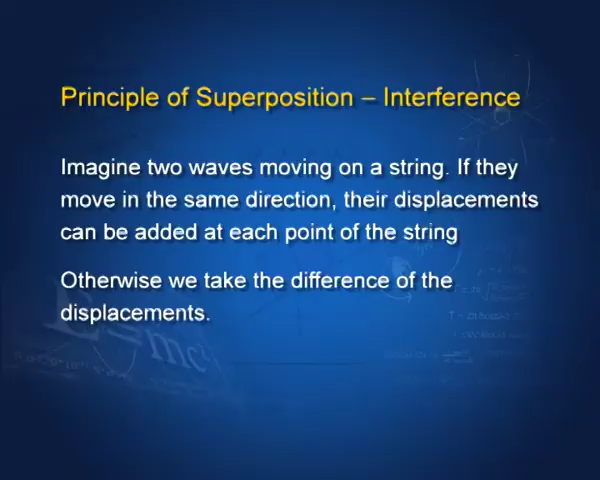 Principle of Superposition – Interference
Imagine two waves moving on a string. If they
move in the same direction, their displacements
can be added at each point of the string
Otherwise we take the difference of the
displacements.
E=mc²